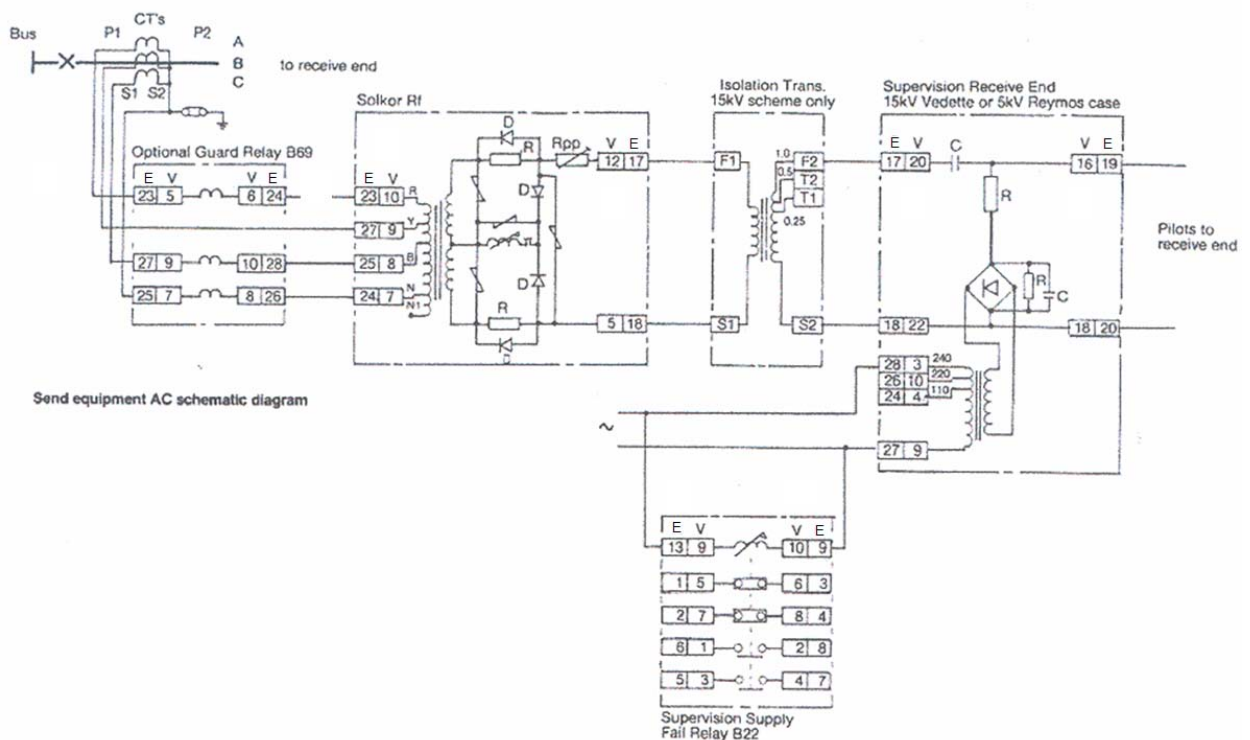 CT's
Bus P1 P2 A
B
C
to receive end
S1 S2
Optional Guard Relay B69
E V V E
23 5 6 24
27 9 10 28
25 7 8 26
Send equipment AC schematic diagram
Solkor Rf
E V
23 10 R
27 9 Y
25 8 B
24 7 N
N1
D
R
Rpp
V E
12 17
D
D
R
D
5 18
Isolation Trans.
15kV scheme only
F1
S1
1.0 F2
0.5 T2
T1
0.25
S2
Supervision Receive End
15kV Vedette or 5kV Reymos case
E V
17 20
C
V E
16 19
R
R
C
18 22
18 20
Pilots to
receive end
28 3 240
26 10 220
24 4 110
27 9
~
E V V E
13 9 10 9
1 5 6 3
2 7 8 4
6 1 2 8
5 3 4 7
Supervision Supply
Fail Relay B22